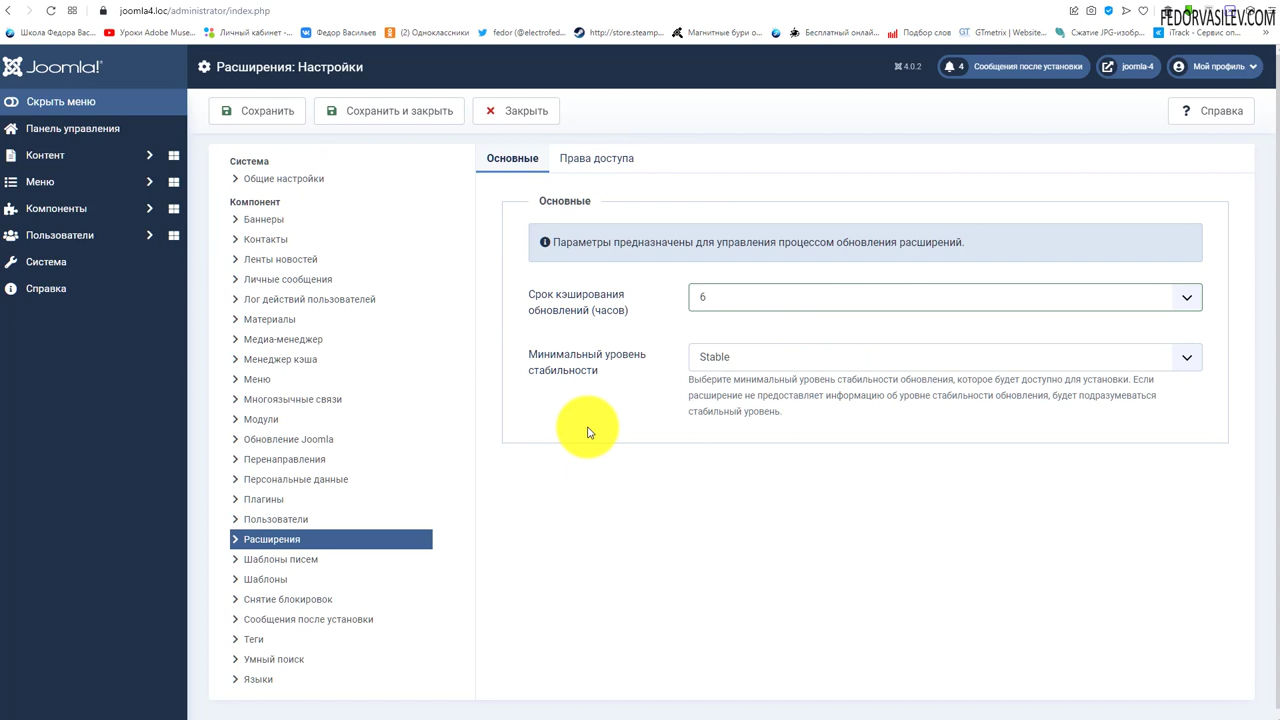 joomla4.loc/administrator/index.php
FEDORVASILEV.COM
Школа Федора Вас...
Уроки Adobe Muse...
Личный кабинет -...
Федор Васильев
(2) Одноклассники
fedor (@electrofed...
http://store.steamp...
Магнитные бури о...
Бесплатный онлай...
Подбор слов
GTmetrix | Website...
Сжатие JPG-изобр...
iTrack - Сервис оп...
Joomla!
Расширения: Настройки
4.0.2
4 Сообщения после установки
joomla-4
Мой профиль
Скрыть меню
Панель управления
Контент
Меню
Компоненты
Пользователи
Система
Справка
Сохранить
Сохранить и закрыть
Закрыть
? Справка
Система
Общие настройки
Компонент
Баннеры
Контакты
Ленты новостей
Личные сообщения
Лог действий пользователей
Материалы
Медиа-менеджер
Менеджер кэша
Меню
Многоязычные связи
Модули
Обновление Joomla
Перенаправления
Персональные данные
Плагины
Пользователи
Расширения
Шаблоны писем
Шаблоны
Снятие блокировок
Сообщения после установки
Теги
Умный поиск
Языки
Основные
Права доступа
Основные
Параметры предназначены для управления процессом обновления расширений.
Срок кэширования
обновлений (часов)
6
Минимальный уровень
стабильности
Stable
Выберите минимальный уровень стабильности обновления, которое будет доступно для установки. Если
расширение не предоставляет информацию об уровне стабильности обновления, будет подразумеваться
стабильный уровень.